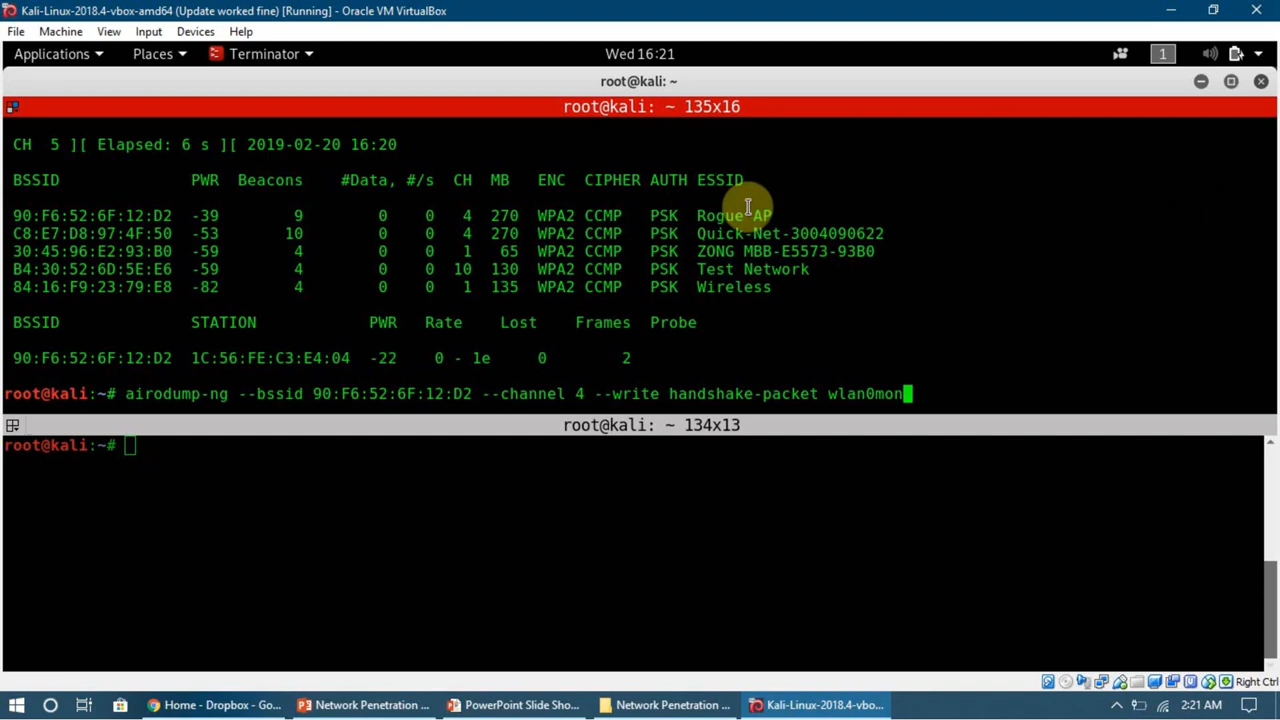 Kali-Linux-2018.4-vbox-amd64 (Update worked fine) [Running] - Oracle VM VirtualBox
File Machine View Input Devices Help
Applications Places Terminator Wed 16:21 1
root@kali: ~
root@kali: ~ 135x16
CH 5 ][ Elapsed: 6 s ][ 2019-02-20 16:20
BSSID PWR Beacons #Data, #/s CH MB ENC CIPHER AUTH ESSID
90:F6:52:6F:12:D2 -39 9 0 0 4 270 WPA2 CCMP PSK Rogue AP
C8:E7:D8:97:4F:50 -53 10 0 0 4 270 WPA2 CCMP PSK Quick-Net-3004090622
30:45:96:E2:93:B0 -59 4 0 0 1 65 WPA2 CCMP PSK ZONG MBB-E5573-93B0
B4:30:52:6D:5E:E6 -59 4 0 0 10 130 WPA2 CCMP PSK Test Network
84:16:F9:23:79:E8 -82 4 0 0 1 135 WPA2 CCMP PSK Wireless
BSSID STATION PWR Rate Lost Frames Probe
90:F6:52:6F:12:D2 1C:56:FE:C3:E4:04 -22 0 - 1e 0 2
root@kali:~# airodump-ng --bssid 90:F6:52:6F:12:D2 --channel 4 --write handshake-packet wlan0mon
root@kali: ~ 134x13
root@kali:~#
Right Ctrl
Home - Dropbox - Go... Network Penetration ... PowerPoint Slide Sho... Network Penetration ... Kali-Linux-2018.4-vbo... 2:21 AM